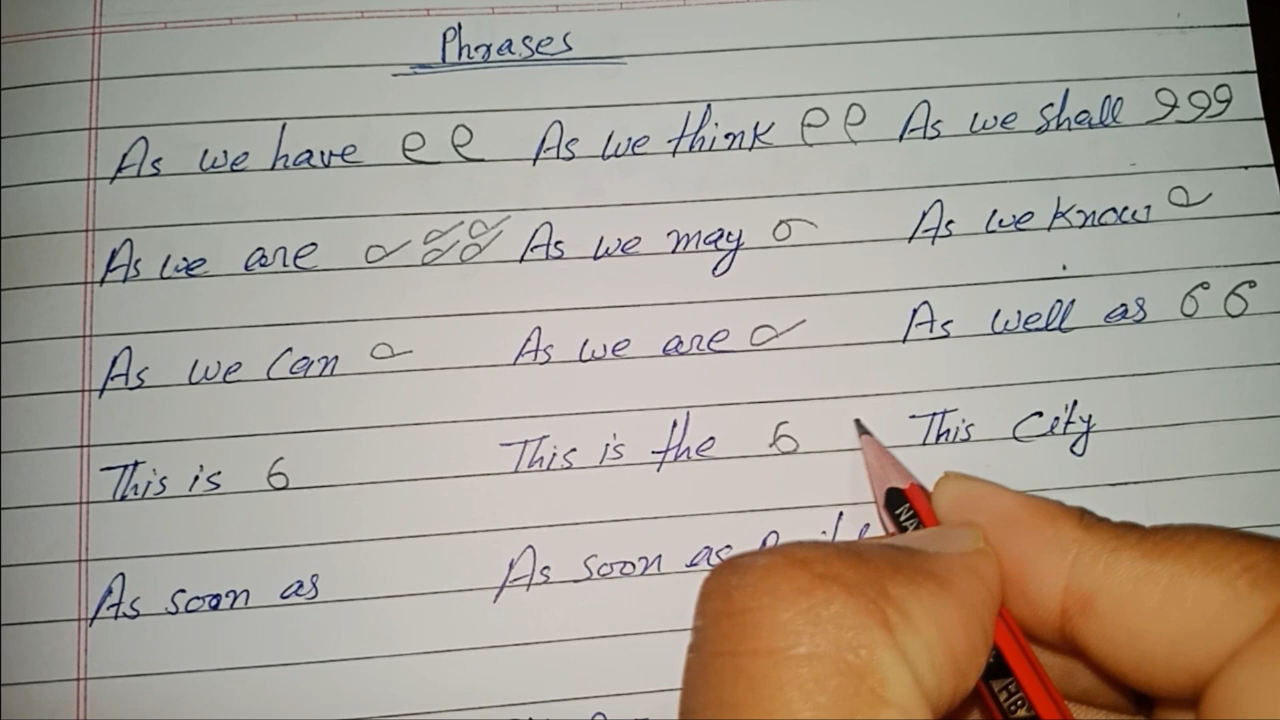 Phrases
As we have As we think As we shall
As we are As we may As we know
As we can As we are As well as
This is This is the This City
As soon as As soon as
NA
HB